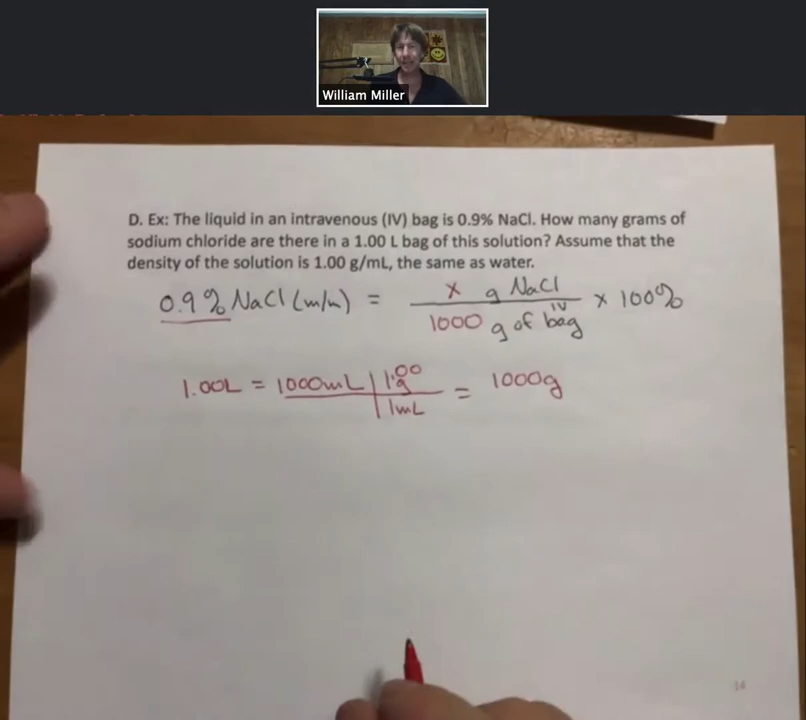 William Miller
D. Ex: The liquid in an intravenous (IV) bag is 0.9% NaCl. How many grams of
sodium chloride are there in a 1.00 L bag of this solution? Assume that the
density of the solution is 1.00 g/mL, the same as water.
0.9% NaCl (m/m) = x g NaCl / 1000 g of IV bag × 100%
1.00L = 1000mL | 1.00 g / 1mL = 1000g
14